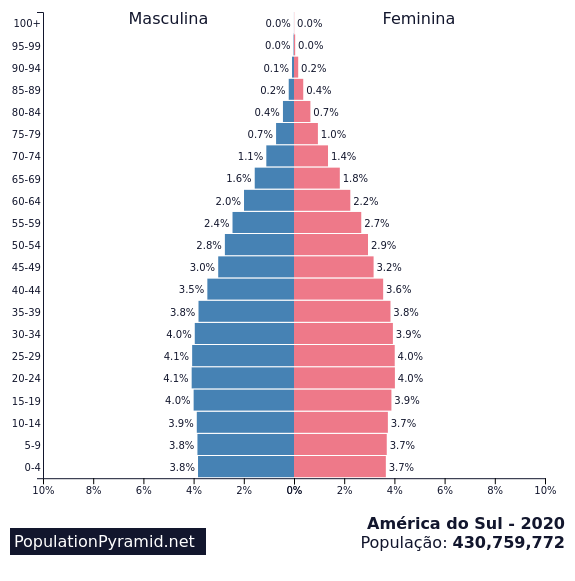 Masculina Feminina
100+ 0.0% 0.0%
95-99 0.0% 0.0%
90-94 0.1% 0.2%
85-89 0.2% 0.4%
80-84 0.4% 0.7%
75-79 0.7% 1.0%
70-74 1.1% 1.4%
65-69 1.6% 1.8%
60-64 2.0% 2.2%
55-59 2.4% 2.7%
50-54 2.8% 2.9%
45-49 3.0% 3.2%
40-44 3.5% 3.6%
35-39 3.8% 3.8%
30-34 4.0% 3.9%
25-29 4.1% 4.0%
20-24 4.1% 4.0%
15-19 4.0% 3.9%
10-14 3.9% 3.7%
5-9 3.8% 3.7%
0-4 3.8% 3.7%
10% 8% 6% 4% 2% 0% 2% 4% 6% 8% 10%
América do Sul - 2020
PopulationPyramid.net População: 430,759,772